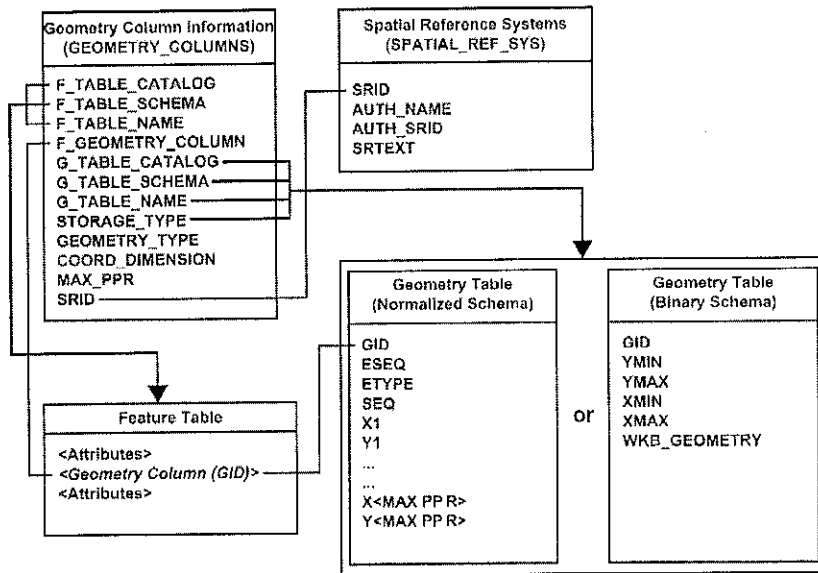 Geometry Column Information
(GEOMETRY_COLUMNS)
F_TABLE_CATALOG
F_TABLE_SCHEMA
F_TABLE_NAME
F_GEOMETRY_COLUMN
G_TABLE_CATALOG
G_TABLE_SCHEMA
G_TABLE_NAME
STORAGE_TYPE
GEOMETRY_TYPE
COORD_DIMENSION
MAX_PPR
SRID
Spatial Reference Systems
(SPATIAL_REF_SYS)
SRID
AUTH_NAME
AUTH_SRID
SRTEXT
Feature Table
<Attributes>
<Geometry Column (GID)>
<Attributes>
Geometry Table
(Normalized Schema)
GID
ESEQ
ETYPE
SEQ
X1
Y1
...
...
X<MAX PPR>
Y<MAX PPR>
or
Geometry Table
(Binary Schema)
GID
YMIN
YMAX
XMIN
XMAX
WKB_GEOMETRY